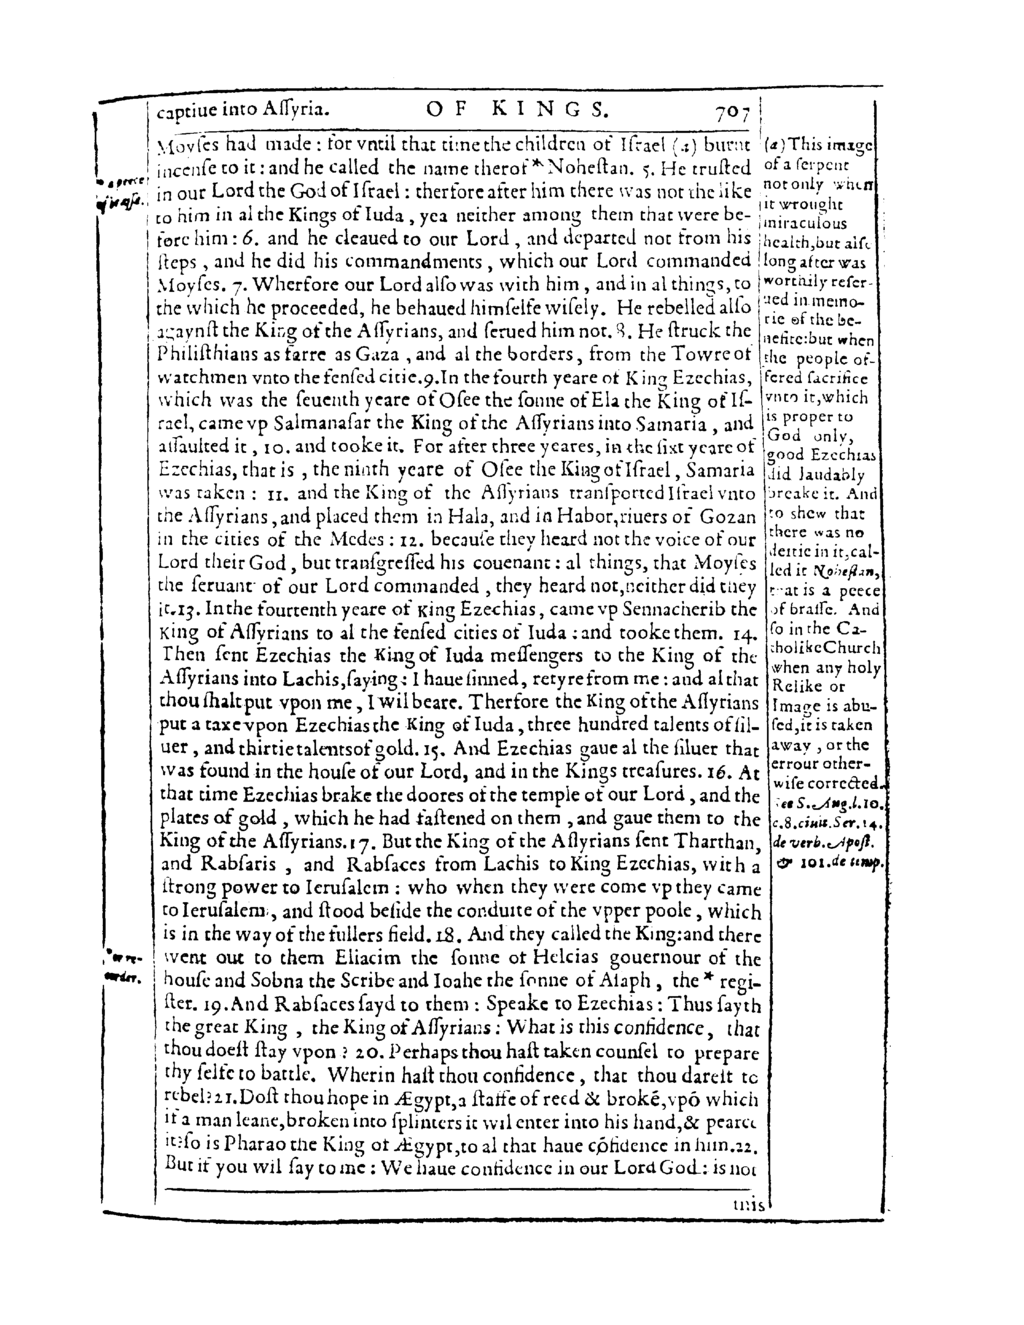 captiue into Aſſyria. OF KINGS. 707
Moyſes had made : for vntil that time the children of Iſrael (a) burnt
incenſe to it : and he called the name therof * Noheſtan. 5. He truſted
in our Lord the God of Iſrael : therfore after him there was not the like
to him in al the Kings of Iuda , yea neither among them that were be-
fore him : 6. and he cleaued to our Lord , and departed not from his
ſteps , and he did his commandments , which our Lord commanded
Moyſes. 7. Wherfore our Lord alſo was with him , and in al things, to
the which he proceeded, he behaued himſelfe wiſely. He rebelled alſo
agaynſt the King of the Aſſyrians, and ſerued him not. 8. He ſtruck the
Philiſthians as farre as Gaza , and al the borders, from the Towre of
watchmen vnto the fenſed citie. 9. In the fourth yeare of King Ezechias,
which was the ſeuenth yeare of Oſee the ſonne of Ela the King of Iſ-
rael, came vp Salmanaſar the King of the Aſſyrians into Samaria , and
aſſaulted it , 10. and tooke it. For after three yeares, in the ſixt yeare of
Ezechias, that is , the ninth yeare of Oſee the King of Iſrael , Samaria
was taken : 11. and the King of the Aſſyrians tranſported Iſrael vnto
the Aſſyrians , and placed them in Hala, and in Habor, riuers of Gozan
in the cities of the Medes : 12. becauſe they heard not the voice of our
Lord their God , but tranſgreſſed his couenant : al things, that Moyſes
the ſeruant of our Lord commanded , they heard not, neither did they
it. 13. In the fourtenth yeare of King Ezechias, came vp Sennacherib the
King of Aſſyrians to al the fenſed cities of Iuda : and tooke them. 14.
Then ſent Ezechias the King of Iuda meſſengers to the King of the
Aſſyrians into Lachis, ſaying : I haue ſinned, retyre from me : and al that
thou ſhalt put vpon me , I wil beare. Therfore the King of the Aſſyrians
put a taxe vpon Ezechias the King of Iuda , three hundred talents of ſil-
uer , and thirtie talents of gold. 15. And Ezechias gaue al the ſiluer that
was found in the houſe of our Lord, and in the Kings treaſures. 16. At
that time Ezechias brake the doores of the temple of our Lord , and the
plates of gold , which he had faſtened on them , and gaue them to the
King of the Aſſyrians. 17. But the King of the Aſſyrians ſent Tharthan,
and Rabſaris , and Rabſaces from Lachis to King Ezechias, with a
ſtrong power to Ieruſalem : who when they were come vp they came
to Ieruſalem , and ſtood beſide the conduite of the vpper poole , which
is in the way of the fullers field. 18. And they called the King: and there
went out to them Eliacim the ſonne of Helcias gouernour of the
houſe and Sobna the Scribe and Ioahe the ſonne of Aſaph , the * regi-
ſter. 19. And Rabſaces ſayd to them : Speake to Ezechias : Thus ſayth
the great King , the King of Aſſyrians : What is this confidence , that
thou doeſt ſtay vpon ? 20. Perhaps thou haſt taken counſel to prepare
thy ſelfe to battle. Wherin haſt thou confidence , that thou dareſt to
rebel? 21. Doſt thou hope in Ægypt, a ſtaffe of reed & brokē, vpō which
if a man leane, broken into ſplinters it wil enter into his hand, & pearce
it? ſo is Pharao the King of Ægypt, to al that haue cōfidence in him. 22.
But if you wil ſay to me : We haue confidence in our Lord God : is not
this
(a) This image
of a ſerpent
not only when
it wrought
miraculous
health, but alſo
long after was
worthily reſer-
ued in memo-
rie of the be-
nefite: but when
the people of-
fered ſacrifice
vnto it, which
is proper to
God only,
good Ezechias
did laudably
breake it. And
to shew that
there was no
deitie in it, cal-
led it Noheſtan,
that is a peece
of braſſe. And
ſo in the Ca-
tholike Church
when any holy
Relike or
Image is abu-
ſed, it is taken
away , or the
errour other-
wiſe corrected.
ſee S. Aug. l. 10.
c. 8. ciuit. Ser. 14.
de verb. Apoſt.
& 101. de temp.
" a peece
of braſſe.
" or re-
corder.